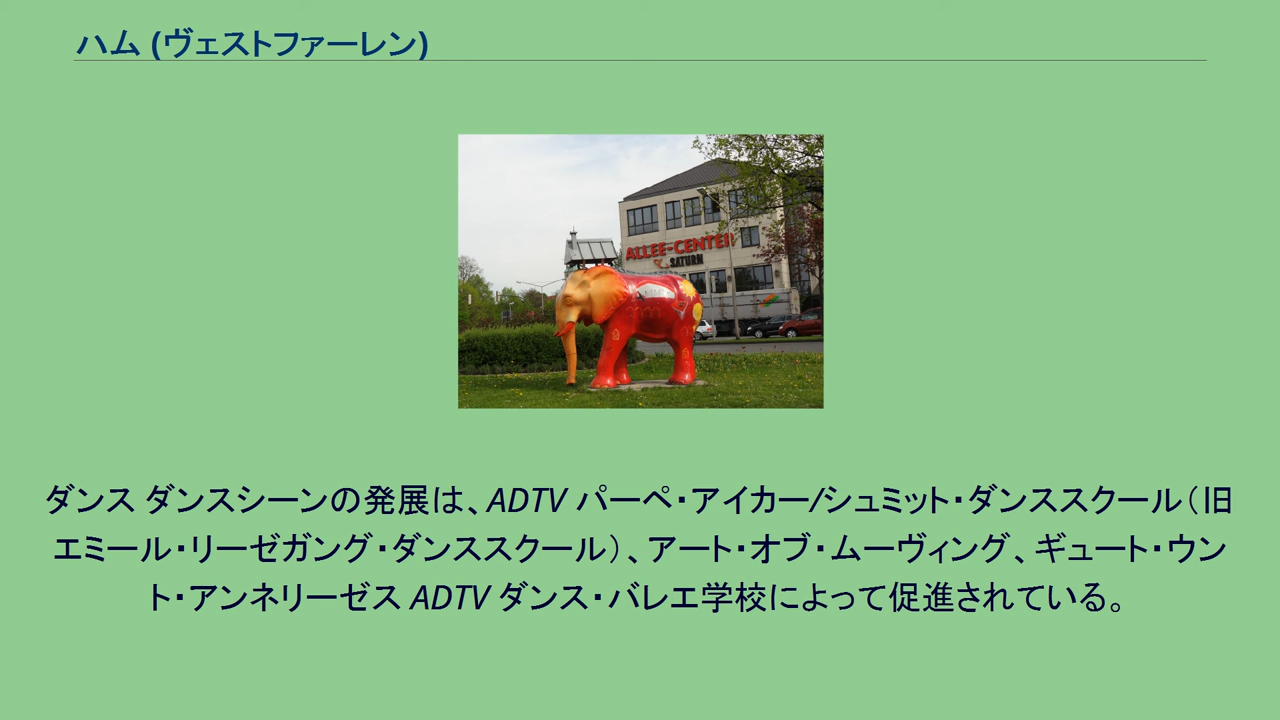 ハム (ヴェストファーレン)
ALLEE-CENTER
SATURN
ダンス ダンスシーンの発展は、ADTV パーペ・アイカー/シュミット・ダンススクール（旧
エミール・リーゼガング・ダンススクール）、アート・オブ・ムーヴィング、ギュート・ウン
ト・アンネリーゼス ADTV ダンス・バレエ学校によって促進されている。